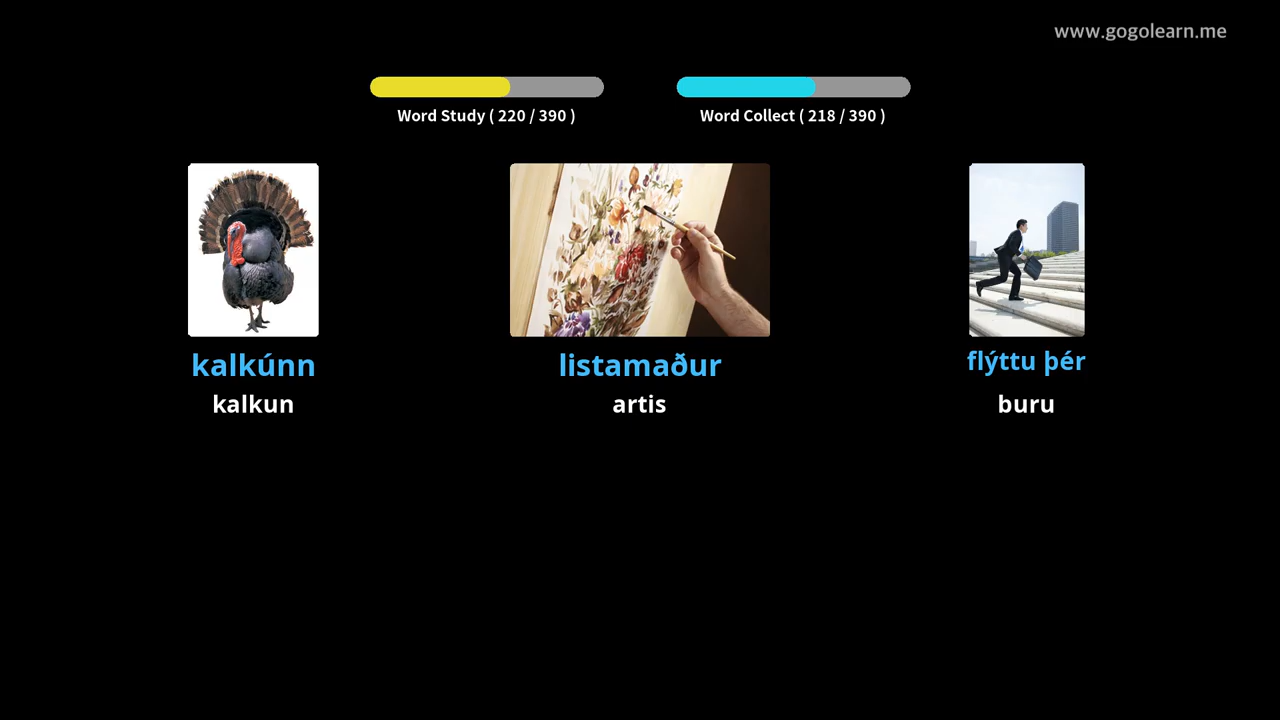 www.gogolearn.me
Word Study ( 220 / 390 )
Word Collect ( 218 / 390 )
kalkúnn
kalkun
listamaður
artis
flýttu þér
buru